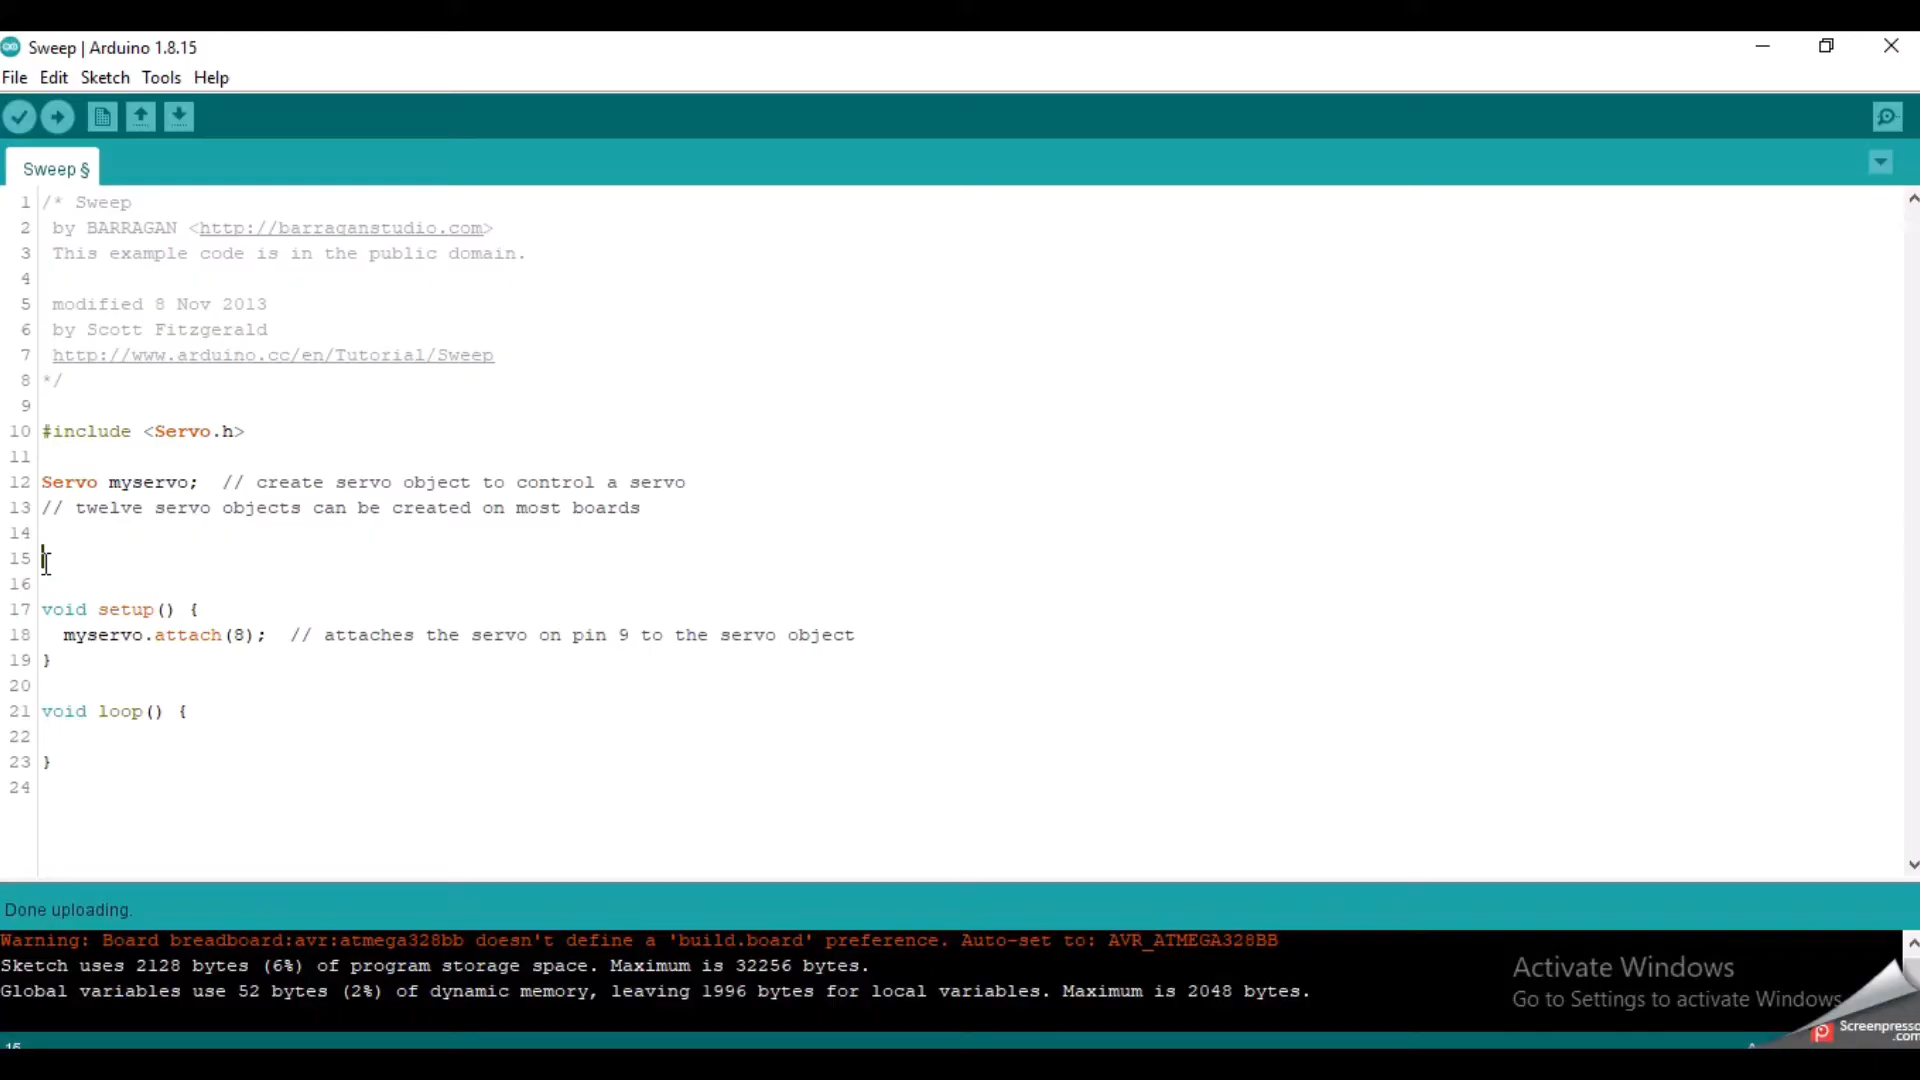 Sweep | Arduino 1.8.15
File Edit Sketch Tools Help
Sweep §
1 /* Sweep
2 by BARRAGAN <http://barraganstudio.com>
3 This example code is in the public domain.
4
5 modified 8 Nov 2013
6 by Scott Fitzgerald
7 http://www.arduino.cc/en/Tutorial/Sweep
8 */
9
10 #include <Servo.h>
11
12 Servo myservo;  // create servo object to control a servo
13 // twelve servo objects can be created on most boards
14
15
16
17 void setup() {
18   myservo.attach(8);  // attaches the servo on pin 9 to the servo object
19 }
20
21 void loop() {
22
23 }
24
Done uploading.
Warning: Board breadboard:avr:atmega328bb doesn't define a 'build.board' preference. Auto-set to: AVR_ATMEGA328BB
Sketch uses 2128 bytes (6%) of program storage space. Maximum is 32256 bytes.
Global variables use 52 bytes (2%) of dynamic memory, leaving 1996 bytes for local variables. Maximum is 2048 bytes.
Activate Windows
Go to Settings to activate Windows
Screenpresso
.com